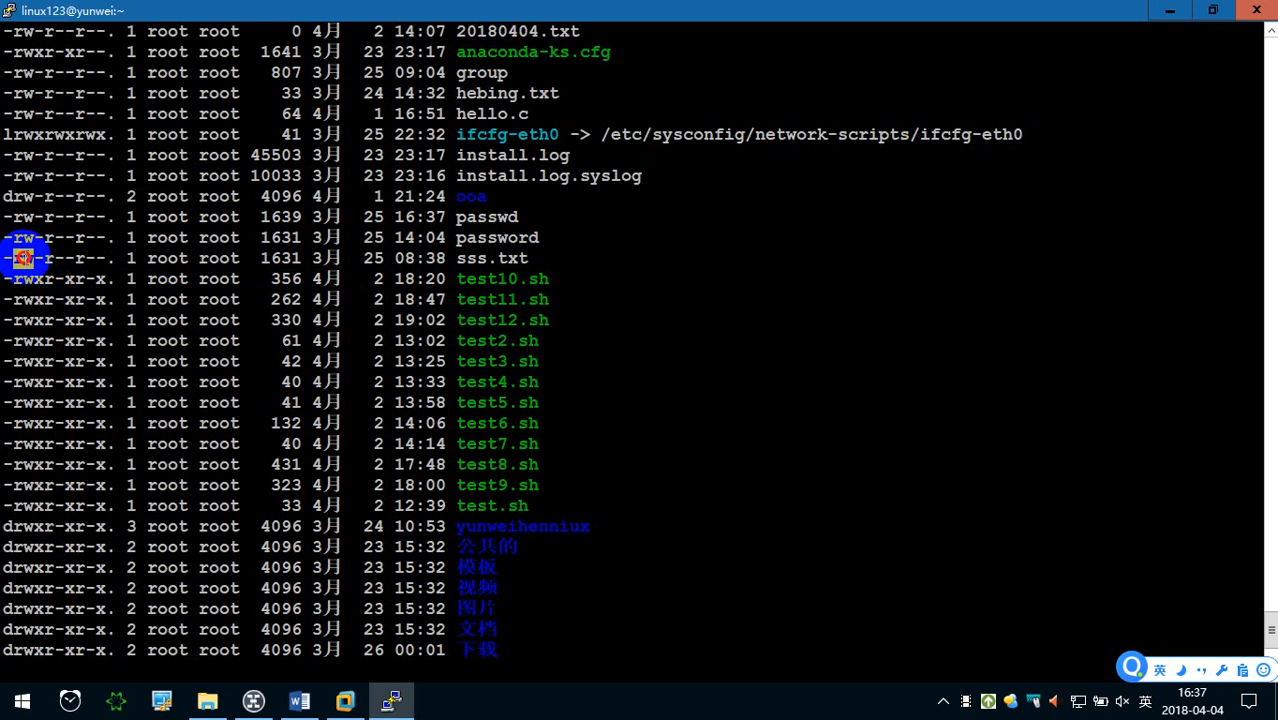 linux123@yunwei:~
-rw-r--r--. 1 root root 0 4月 2 14:07 20180404.txt
-rwxr-xr-x. 1 root root 1641 3月 23 23:17 anaconda-ks.cfg
-rw-r--r--. 1 root root 807 3月 25 09:04 group
-rw-r--r--. 1 root root 33 3月 24 14:32 hebing.txt
-rw-r--r--. 1 root root 64 4月 1 16:51 hello.c
lrwxrwxrwx. 1 root root 41 3月 25 22:32 ifcfg-eth0 -> /etc/sysconfig/network-scripts/ifcfg-eth0
-rw-r--r--. 1 root root 45503 3月 23 23:17 install.log
-rw-r--r--. 1 root root 10033 3月 23 23:16 install.log.syslog
drw-r--r--. 2 root root 4096 4月 1 21:24 ooa
-rw-r--r--. 1 root root 1639 3月 25 16:37 passwd
-rw-r--r--. 1 root root 1631 3月 25 14:04 password
-rw-r--r--. 1 root root 1631 3月 25 08:38 sss.txt
-rwxr-xr-x. 1 root root 356 4月 2 18:20 test10.sh
-rwxr-xr-x. 1 root root 262 4月 2 18:47 test11.sh
-rwxr-xr-x. 1 root root 330 4月 2 19:02 test12.sh
-rwxr-xr-x. 1 root root 61 4月 2 13:02 test2.sh
-rwxr-xr-x. 1 root root 42 4月 2 13:25 test3.sh
-rwxr-xr-x. 1 root root 40 4月 2 13:33 test4.sh
-rwxr-xr-x. 1 root root 41 4月 2 13:58 test5.sh
-rwxr-xr-x. 1 root root 132 4月 2 14:06 test6.sh
-rwxr-xr-x. 1 root root 40 4月 2 14:14 test7.sh
-rwxr-xr-x. 1 root root 431 4月 2 17:48 test8.sh
-rwxr-xr-x. 1 root root 323 4月 2 18:00 test9.sh
-rwxr-xr-x. 1 root root 33 4月 2 12:39 test.sh
drwxr-xr-x. 3 root root 4096 3月 24 10:53 yunweihenniux
drwxr-xr-x. 2 root root 4096 3月 23 15:32 公共的
drwxr-xr-x. 2 root root 4096 3月 23 15:32 模板
drwxr-xr-x. 2 root root 4096 3月 23 15:32 视频
drwxr-xr-x. 2 root root 4096 3月 23 15:32 图片
drwxr-xr-x. 2 root root 4096 3月 23 15:32 文档
drwxr-xr-x. 2 root root 4096 3月 26 00:01 下载
英
英
16:37
2018-04-04